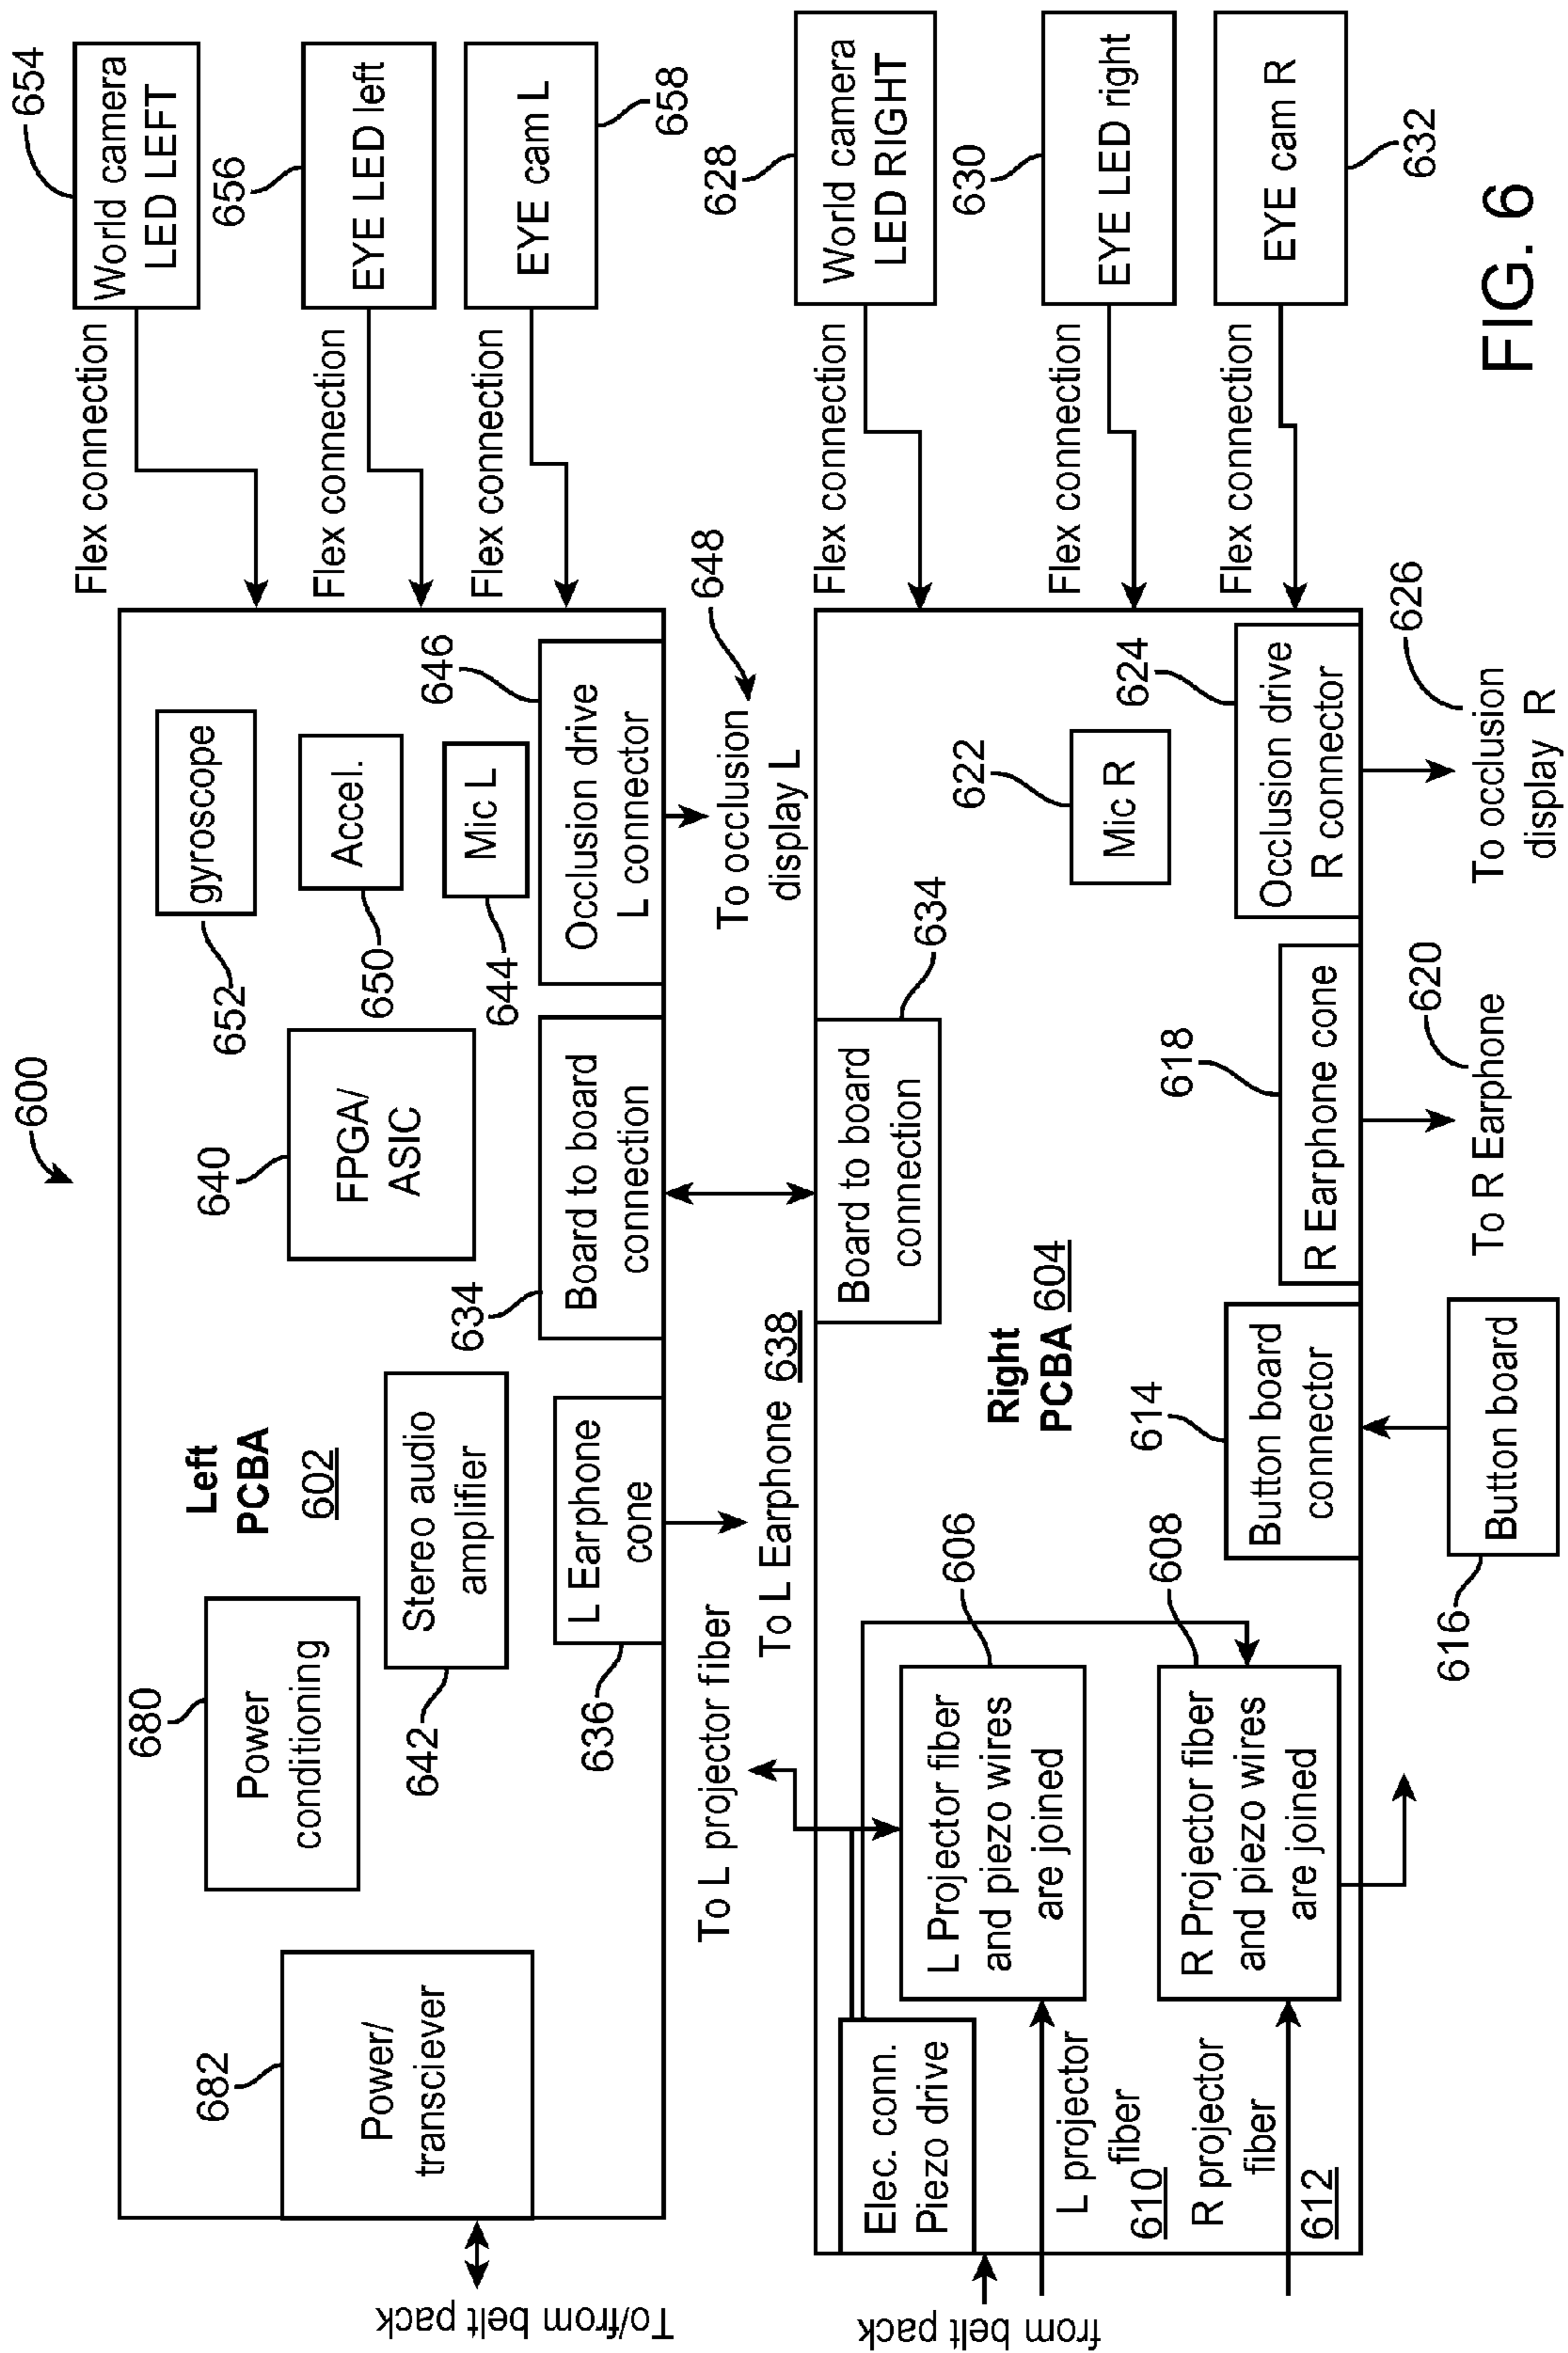 600
682
Power/
transciever
To/from belt pack
680
Power
conditioning
Left
PCBA
602
642
Stereo audio
amplifier
636
L Earphone
cone
To L Earphone 638
640
FPGA/
ASIC
634
Board to board
connection
652
gyroscope
650
Accel.
644
Mic L
646
Occlusion drive
L connector
648
To occlusion
display L
Flex connection
654
World camera
LED LEFT
Flex connection
656
EYE LED left
Flex connection
EYE cam L
658
To L projector fiber
from belt pack
Elec. conn.
Piezo drive
L projector
fiber
610
R projector
fiber
612
606
L Projector fiber
and piezo wires
are joined
608
R Projector fiber
and piezo wires
are joined
Right
PCBA 604
634
Board to board
connection
614
Button board
connector
616
Button board
618
R Earphone cone
620
To R Earphone
622
Mic R
624
Occlusion drive
R connector
626
To occlusion
display R
Flex connection
628
World camera
LED RIGHT
Flex connection
630
EYE LED right
Flex connection
EYE cam R
632
FIG. 6